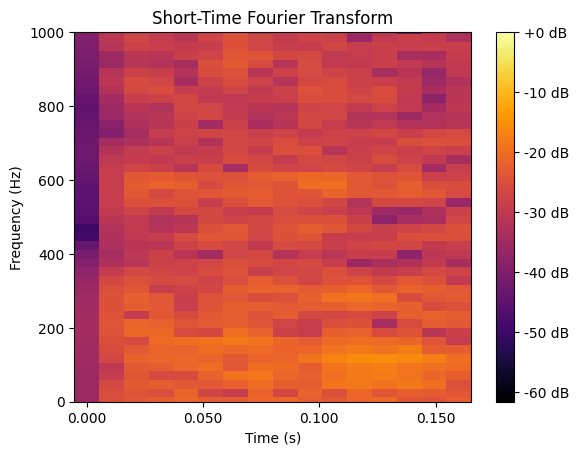 Short-Time Fourier Transform
1000
800
600
400
200
0
Frequency (Hz)
0.000
0.050
0.100
0.150
Time (s)
+0 dB
-10 dB
-20 dB
-30 dB
-40 dB
-50 dB
-60 dB